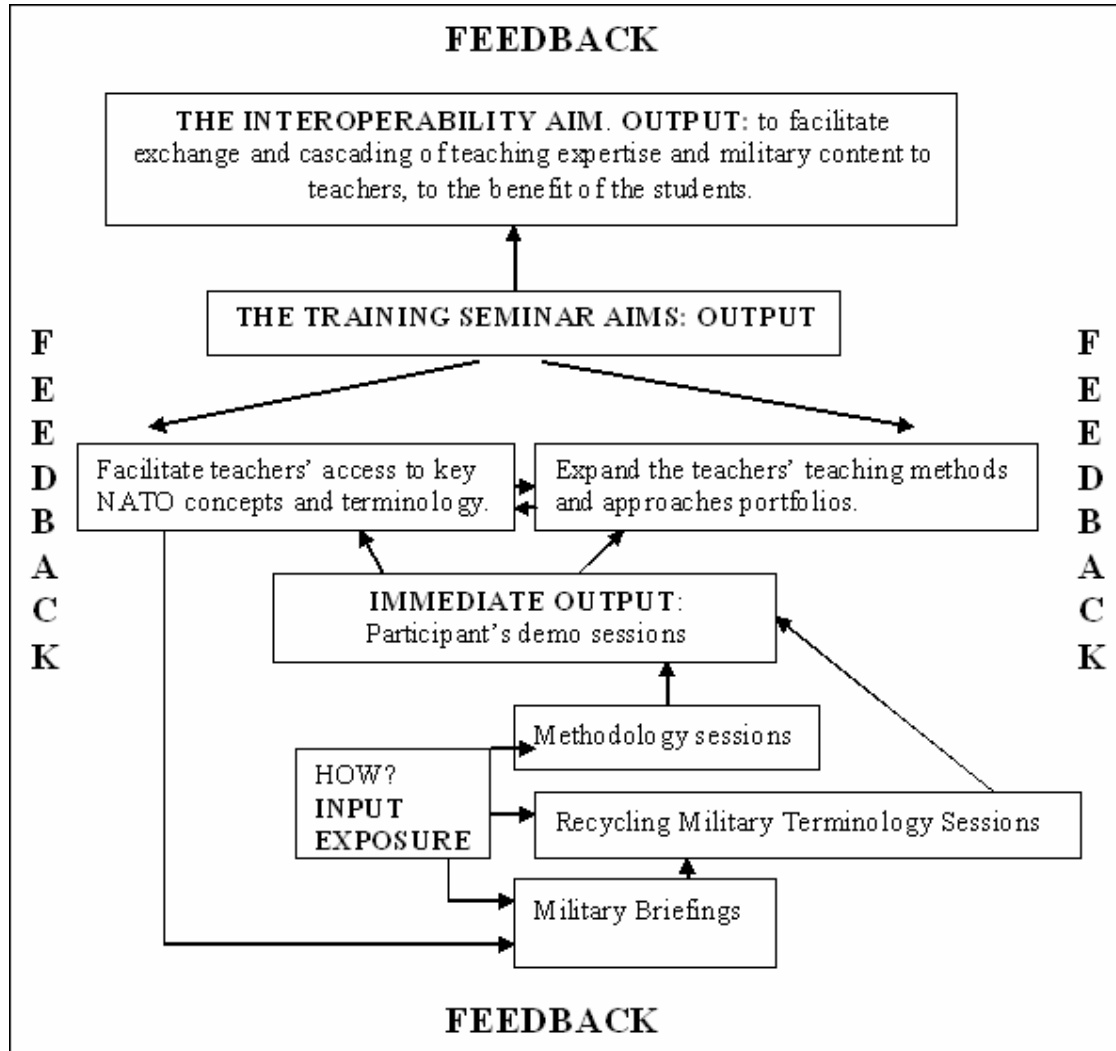 FEEDBACK
THE INTEROPERABILITY AIM. OUTPUT: to facilitate
exchange and cascading of teaching expertise and military content to
teachers, to the benefit of the students.
THE TRAINING SEMINAR AIMS: OUTPUT
F
E
E
D
B
A
C
K
Facilitate teachers’ access to key
NATO concepts and terminology.
Expand the teachers’ teaching methods
and approaches portfolios.
F
E
E
D
B
A
C
K
IMMEDIATE OUTPUT:
Participant’s demo sessions
Methodology sessions
HOW?
INPUT
EXPOSURE
Recycling Military Terminology Sessions
Military Briefings
FEEDBACK